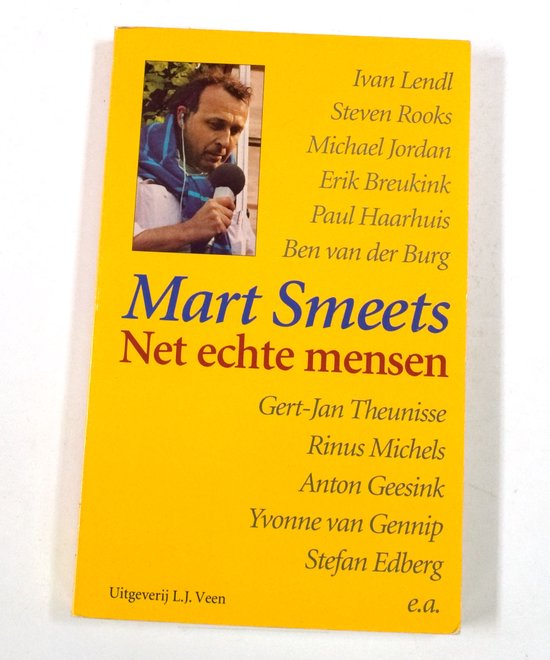 Ivan Lendl
Steven Rooks
Michael Jordan
Erik Breukink
Paul Haarhuis
Ben van der Burg
Mart Smeets
Net echte mensen
Gert-Jan Theunisse
Rinus Michels
Anton Geesink
Yvonne van Gennip
Stefan Edberg
Uitgeverij L.J. Veen
e.a.